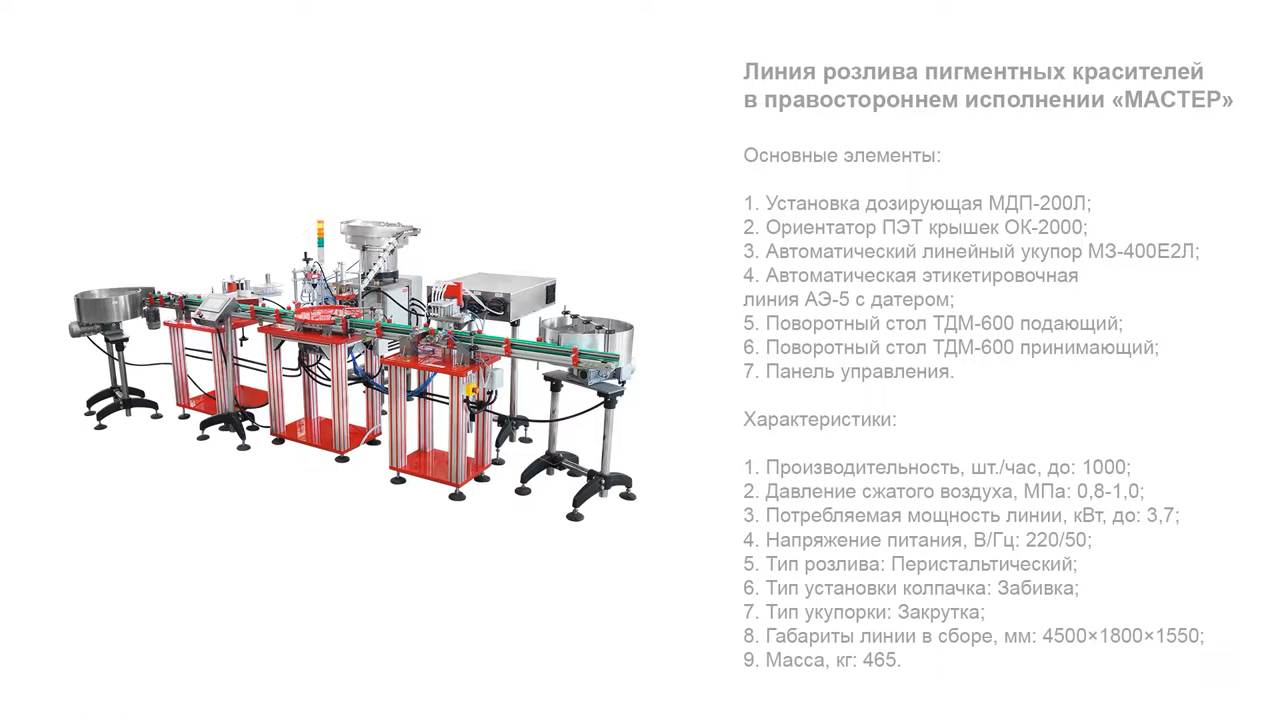 Линия розлива пигментных красителей
в правостороннем исполнении «МАСТЕР»
Основные элементы:
1. Установка дозирующая МДП-200Л;
2. Ориентатор ПЭТ крышек ОК-2000;
3. Автоматический линейный укупор МЗ-400Е2Л;
4. Автоматическая этикетировочная
линия АЭ-5 с датером;
5. Поворотный стол ТДМ-600 подающий;
6. Поворотный стол ТДМ-600 принимающий;
7. Панель управления.
Характеристики:
1. Производительность, шт./час, до: 1000;
2. Давление сжатого воздуха, МПа: 0,8-1,0;
3. Потребляемая мощность линии, кВт, до: 3,7;
4. Напряжение питания, В/Гц: 220/50;
5. Тип розлива: Перистальтический;
6. Тип установки колпачка: Забивка;
7. Тип укупорки: Закрутка;
8. Габариты линии в сборе, мм: 4500×1800×1550;
9. Масса, кг: 465.